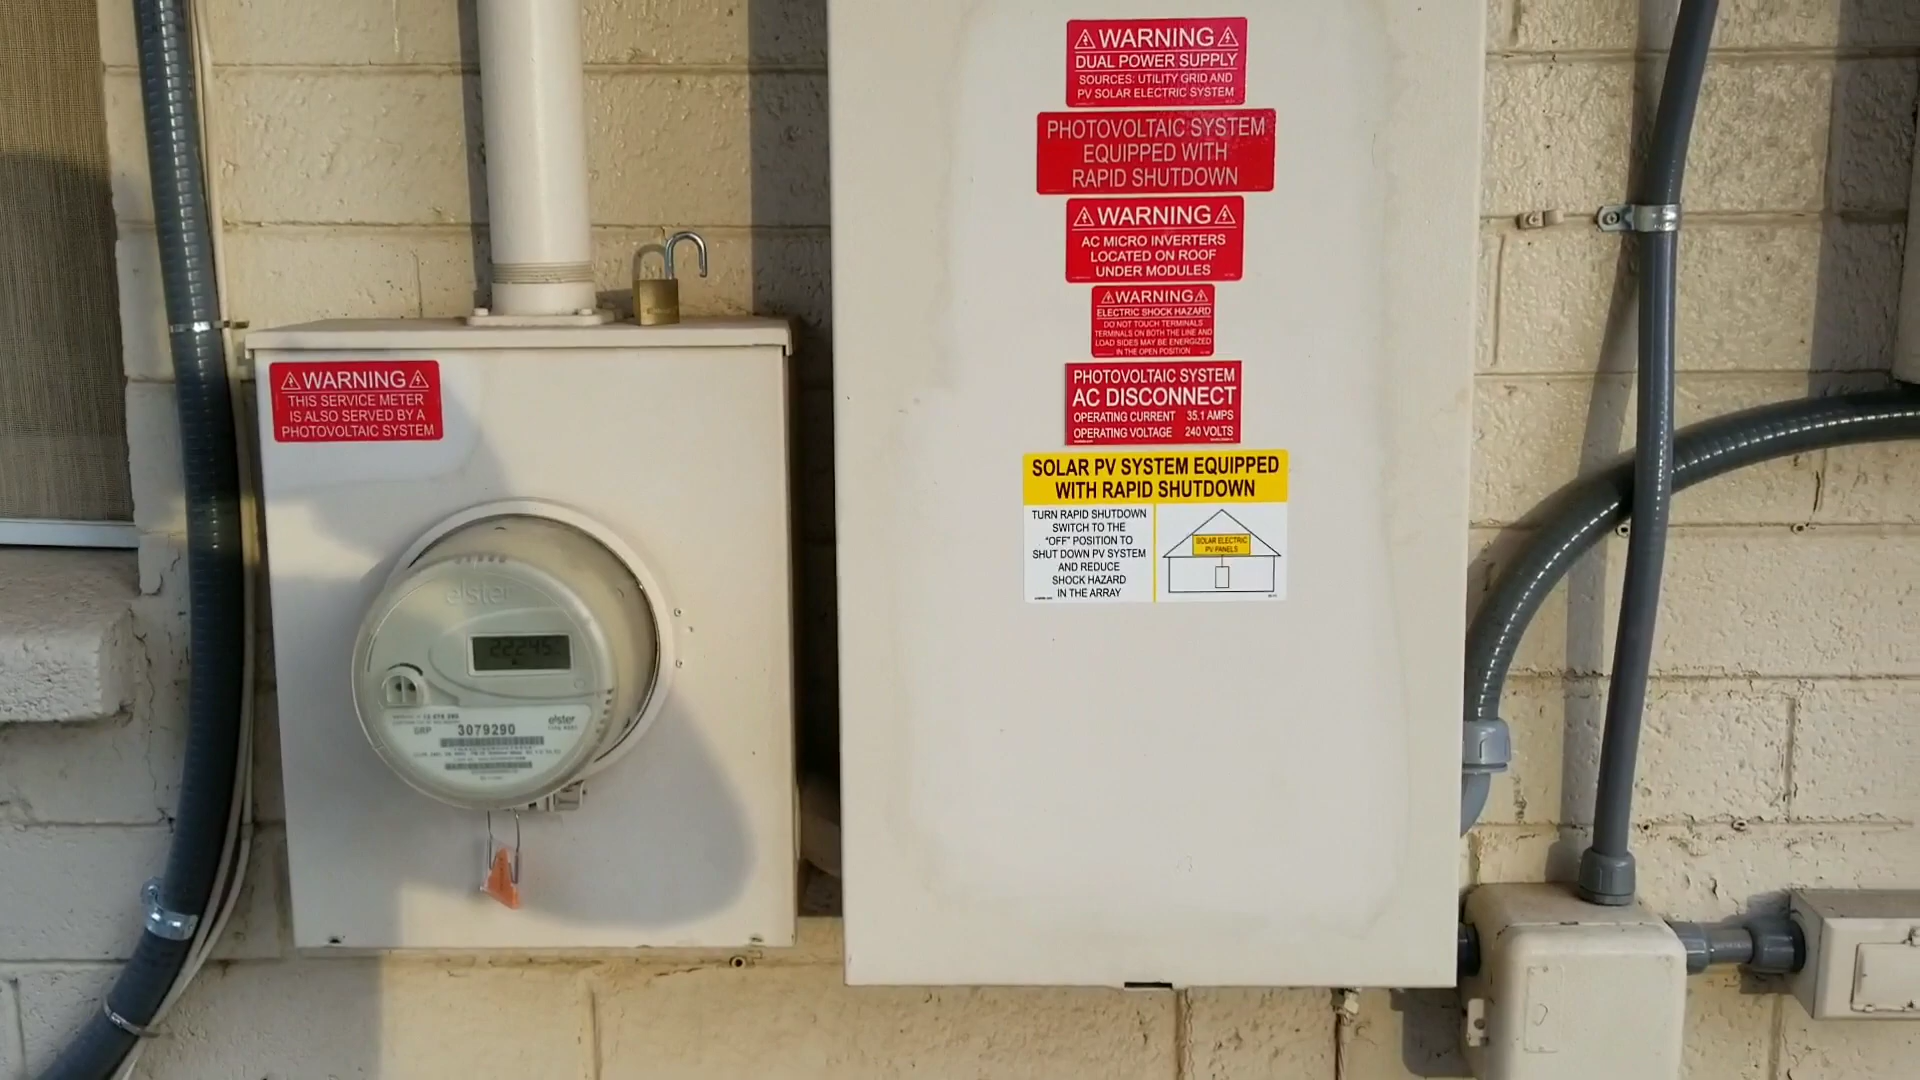 WARNING
THIS SERVICE METER
IS ALSO SERVED BY A
PHOTOVOLTAIC SYSTEM
elster
elster
SRP 3079290
WARNING
DUAL POWER SUPPLY
SOURCES: UTILITY GRID AND
PV SOLAR ELECTRIC SYSTEM
PHOTOVOLTAIC SYSTEM
EQUIPPED WITH
RAPID SHUTDOWN
WARNING
AC MICRO INVERTERS
LOCATED ON ROOF
UNDER MODULES
WARNING
ELECTRIC SHOCK HAZARD
DO NOT TOUCH TERMINALS
TERMINALS ON BOTH THE LINE AND
LOAD SIDES MAY BE ENERGIZED
IN THE OPEN POSITION
PHOTOVOLTAIC SYSTEM
AC DISCONNECT
OPERATING CURRENT 35.1 AMPS
OPERATING VOLTAGE 240 VOLTS
SOLAR PV SYSTEM EQUIPPED
WITH RAPID SHUTDOWN
TURN RAPID SHUTDOWN
SWITCH TO THE
"OFF" POSITION TO
SHUT DOWN PV SYSTEM
AND REDUCE
SHOCK HAZARD
IN THE ARRAY
SOLAR ELECTRIC
PV PANELS